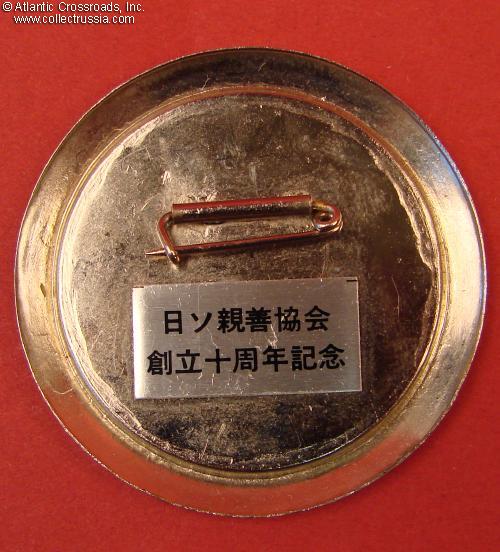 © Atlantic Crossroads, Inc.
www.collectrussia.com
日ソ親善協会
創立十周年記念